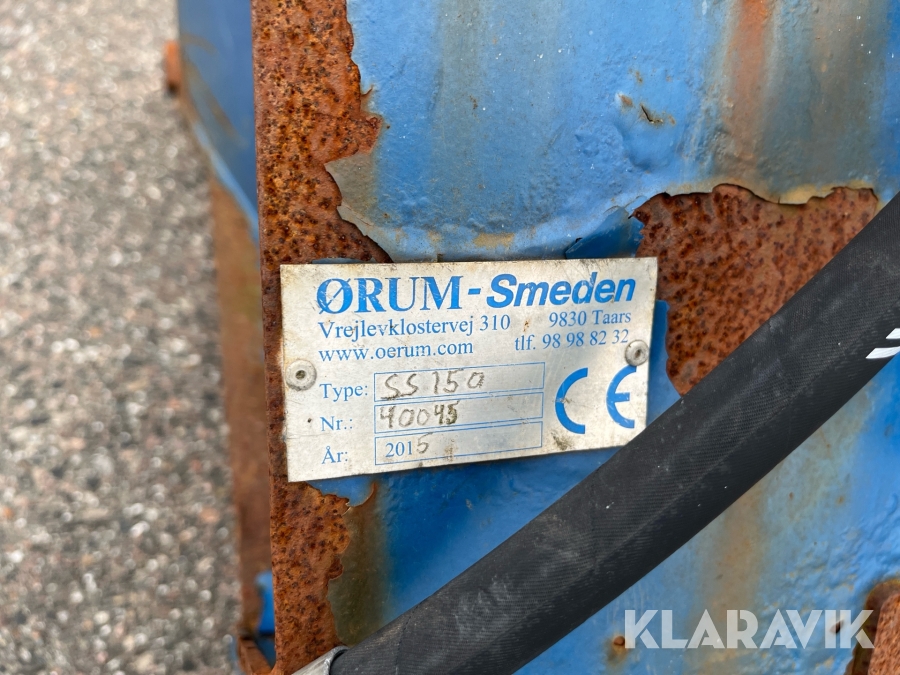 ØRUM-Smeden
Vrejlevklostervej 310 9830 Taars
www.oerum.com tlf. 98 98 82 32
Type: SS150
Nr.: 40045
År: 2015
CE
KLARAVIK